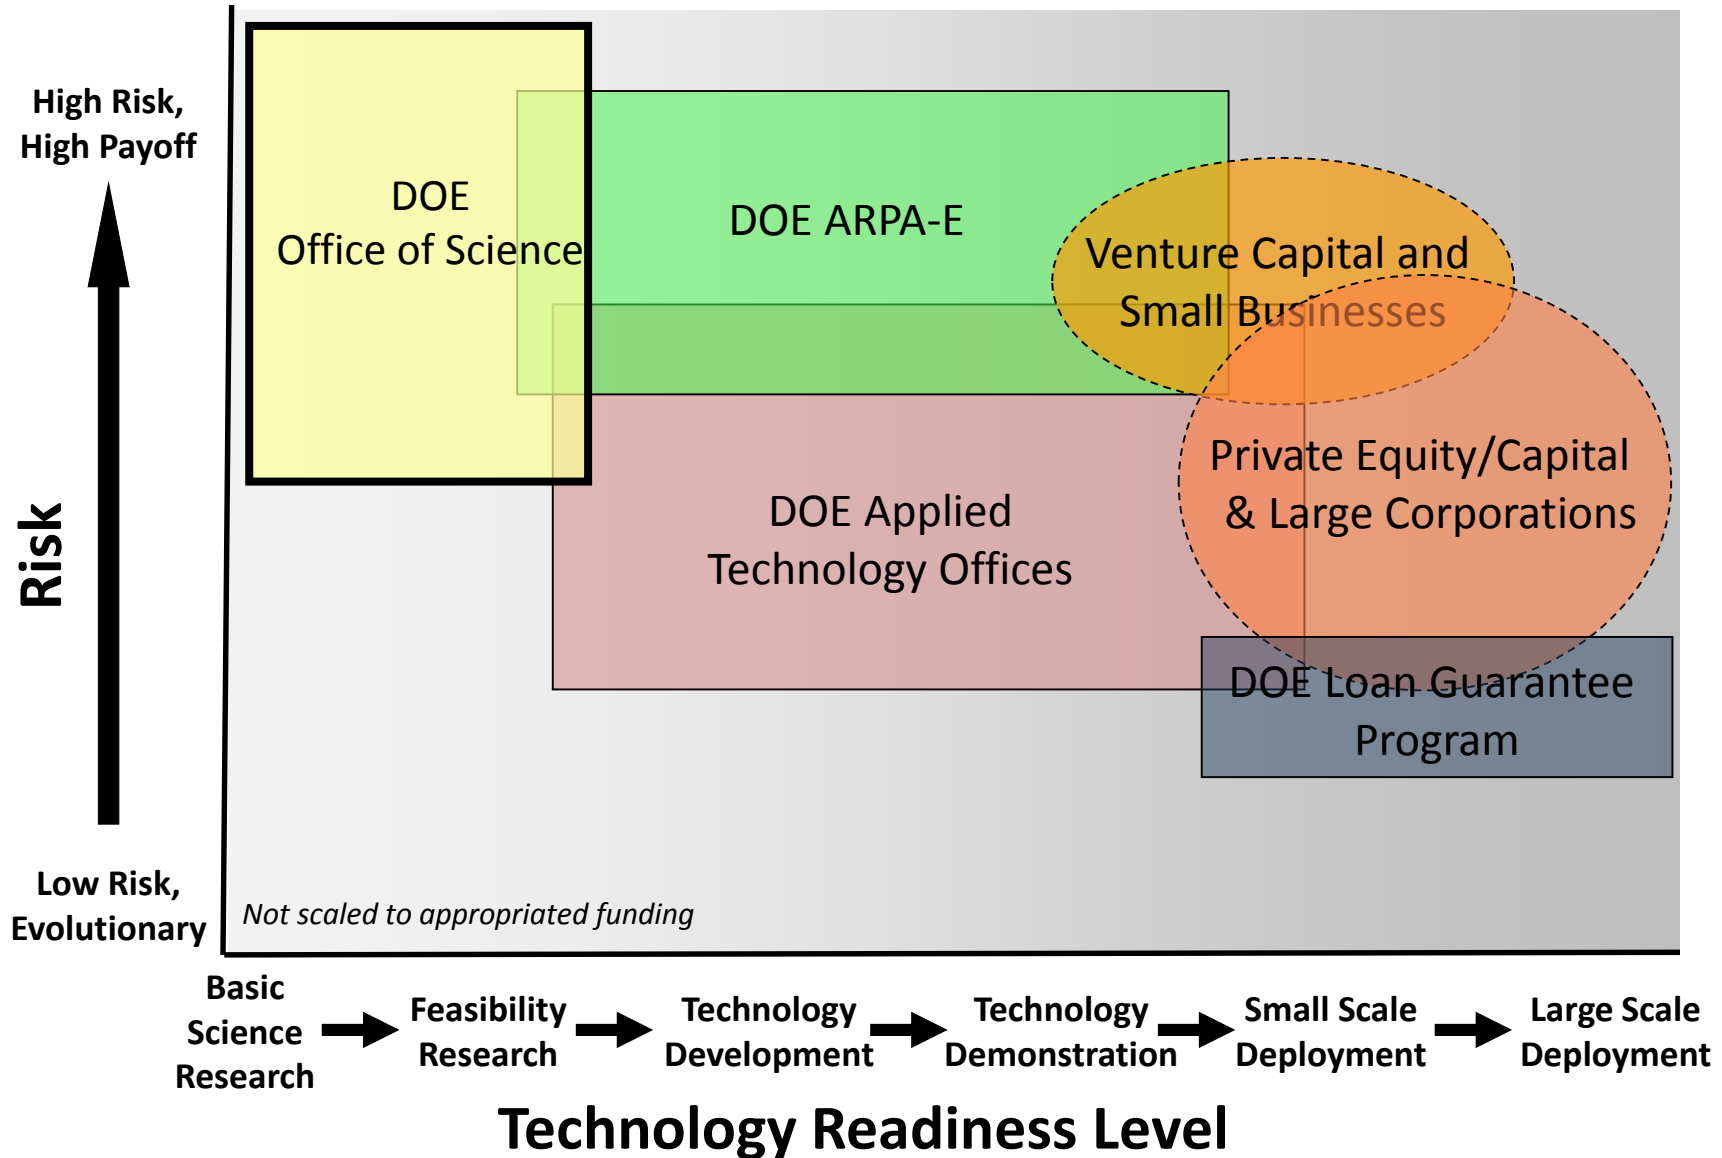 High Risk,
High Payoff
Risk
Low Risk,
Evolutionary
DOE
Office of Science
DOE ARPA-E
Venture Capital and
Small Businesses
Private Equity/Capital
& Large Corporations
DOE Applied
Technology Offices
DOE Loan Guarantee
Program
Not scaled to appropriated funding
Basic
Science
Research
Feasibility
Research
Technology
Development
Technology
Demonstration
Small Scale
Deployment
Large Scale
Deployment
Technology Readiness Level